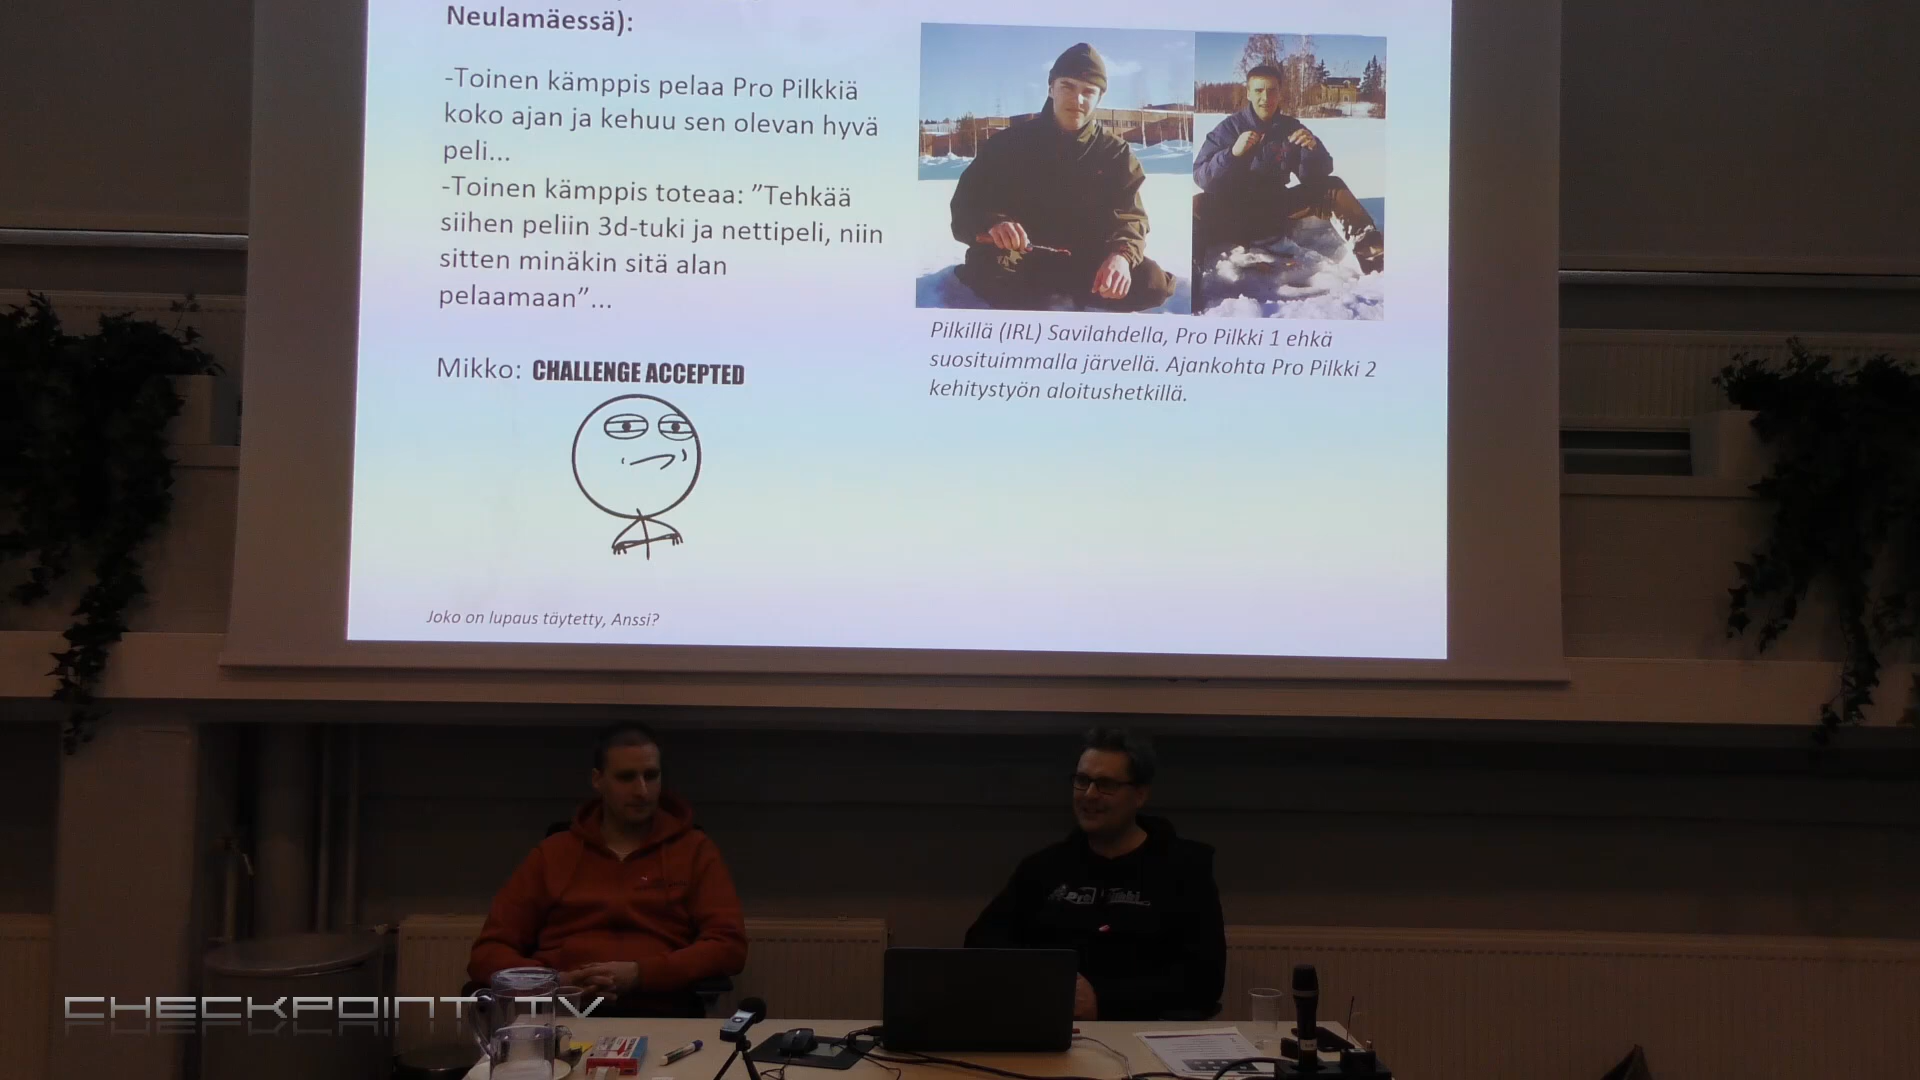 Neulamäessä):
-Toinen kämppis pelaa Pro Pilkkiä
koko ajan ja kehuu sen olevan hyvä
peli...
-Toinen kämppis toteaa: ”Tehkää
siihen peliin 3d-tuki ja nettipeli, niin
sitten minäkin sitä alan
pelaamaan”...
Mikko: CHALLENGE ACCEPTED
Joko on lupaus täytetty, Anssi?
Pilkillä (IRL) Savilahdella, Pro Pilkki 1 ehkä
suosituimmalla järvellä. Ajankohta Pro Pilkki 2
kehitystyön aloitushetkillä.
Pro Pilkki
CHECKPOINT TV